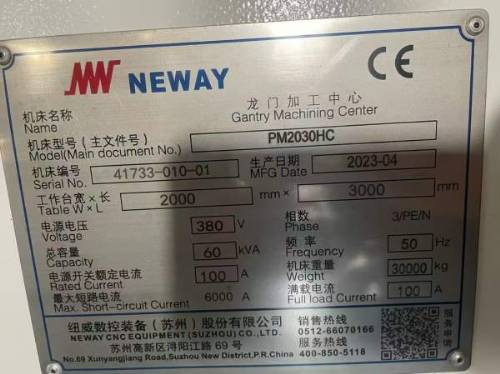 NEWAY
CE
机床名称 龙门加工中心
Name Gantry Machining Center
机床型号（主文件号） PM2030HC
Model(Main document No.)
机床编号 41733-010-01 生产日期 2023-04
Serial No. MFG Date
工作台宽×长 2000 mm× 3000 mm
Table W×L
电源电压 380 V 相数 3/PE/N
Voltage Phase
总容量 60 kVA 频率 50 Hz
Capacity Frequency
电源开关额定电流 100 A 机床重量 30000 kg
Rated Current Weight
最大短路电流 6000 A 满载电流 100 A
Max. Short-circuit Current Full load Current
纽威数控装备（苏州）股份有限公司 销售热线
NEWAY CNC EQUIPMENT (SUZHOU) CO.,LTD. 0512-66070166
苏州高新区浔阳江路 69 号 服务热线
No.69 Xunyangjiang Road,Suzhou New District,P.R.China 400-850-5118
服务申请